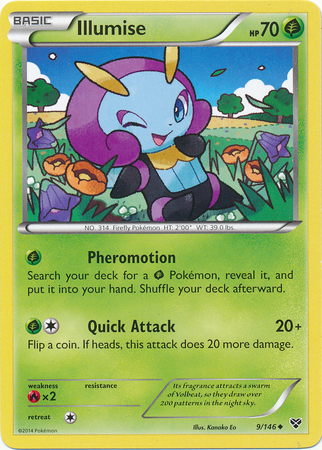 BASIC
Illumise
HP 70
NO. 314 Firefly Pokémon HT: 2'00" WT: 39.0 lbs.
Pheromotion
Search your deck for a Pokémon, reveal it, and
put it into your hand. Shuffle your deck afterward.
Quick Attack 20+
Flip a coin. If heads, this attack does 20 more damage.
weakness resistance
×2
retreat
Its fragrance attracts a swarm
of Volbeat, so they draw over
200 patterns in the night sky.
©2014 Pokémon
Illus. Kanako Eo
9/146